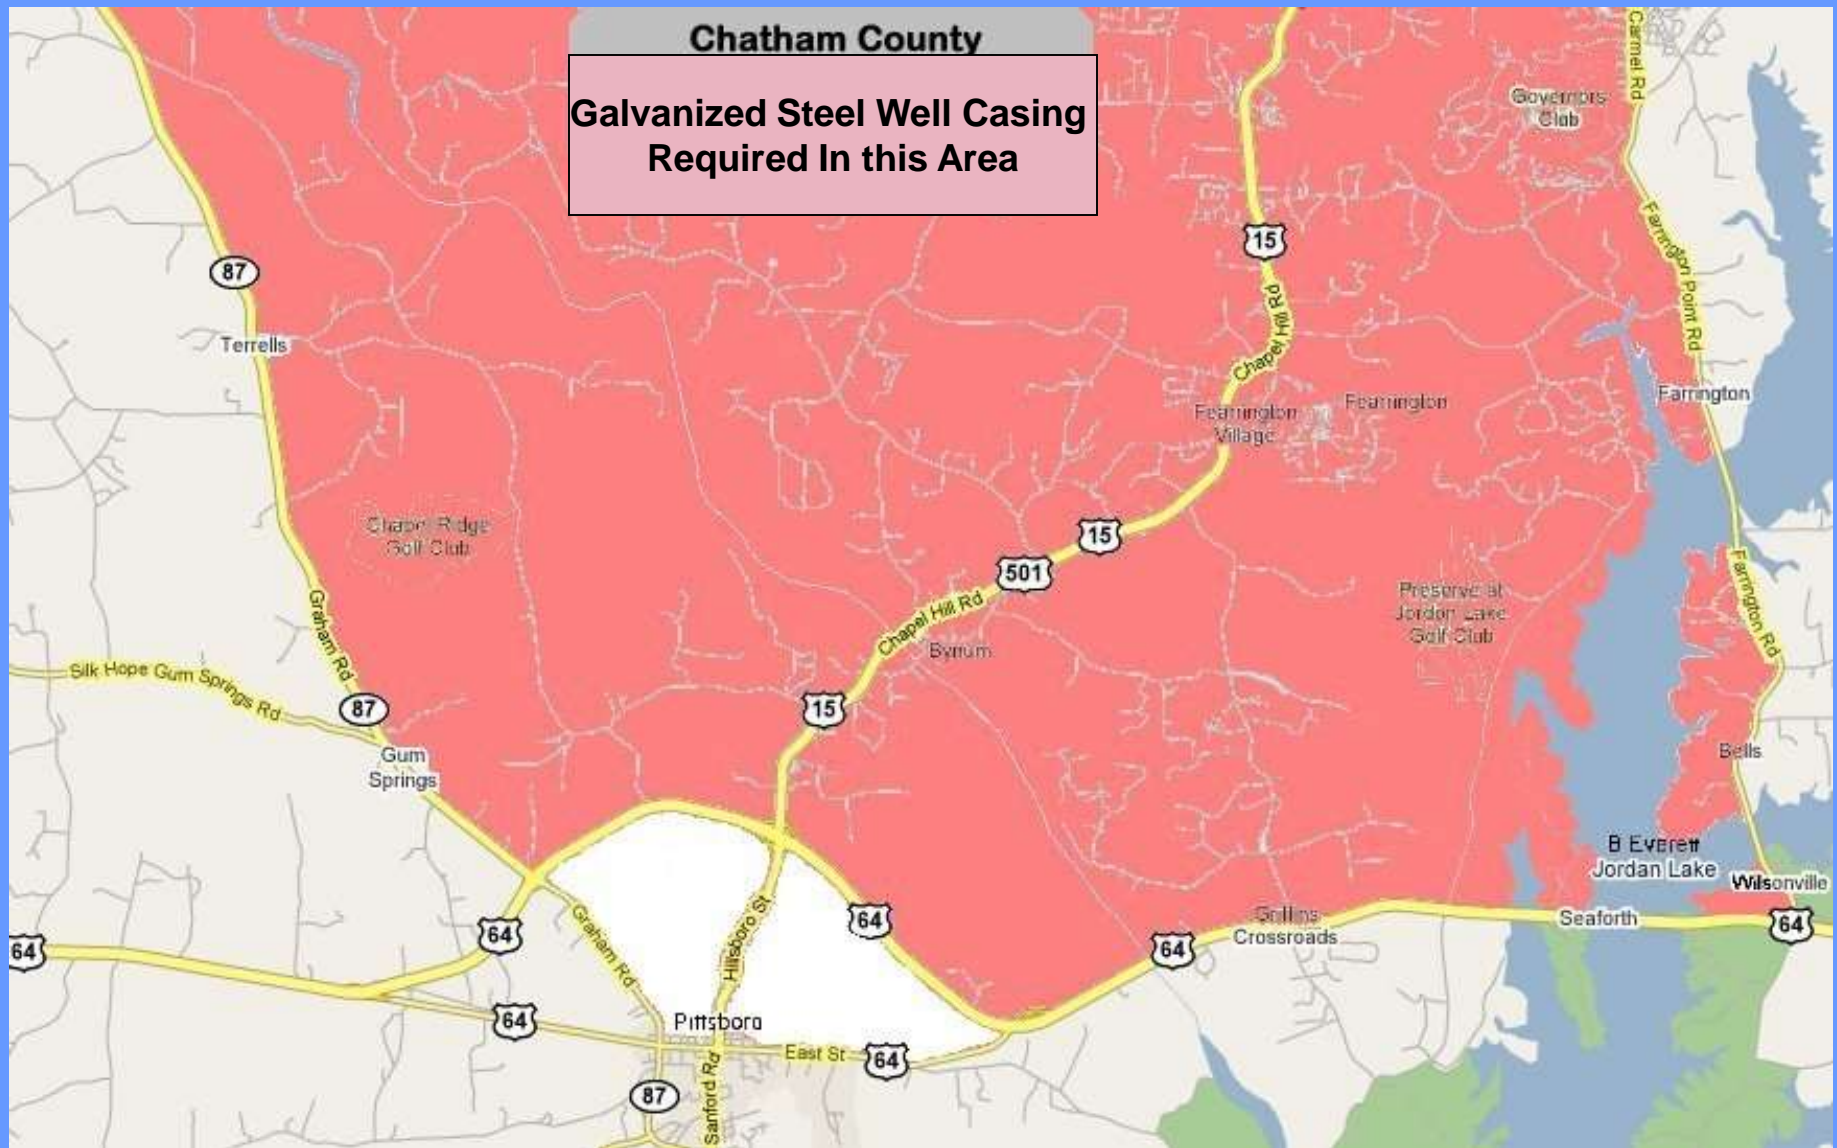 Chatham County
Galvanized Steel Well Casing
Required In this Area
Carmel Rd
Governors
Club
15
Farrington Point Rd
87
Chapel Hill Rd
Terrells
Farrington
Fearrington
Village
Fearrington
Chapel Ridge
Golf Club
15
501
Farrington Rd
Preserve at
Jordon Lake
Golf Club
Graham Rd
Chapel Hill Rd
Bynum
Silk Hope Gum Springs Rd
87
15
Gum
Springs
Bells
B Everett
Jordan Lake
Wilsonville
64
Griffins
Crossroads
Seaforth
64
64
64
64
Graham Rd
Hillsboro St
64
Pittsboro
East St
64
87
Sanford Rd